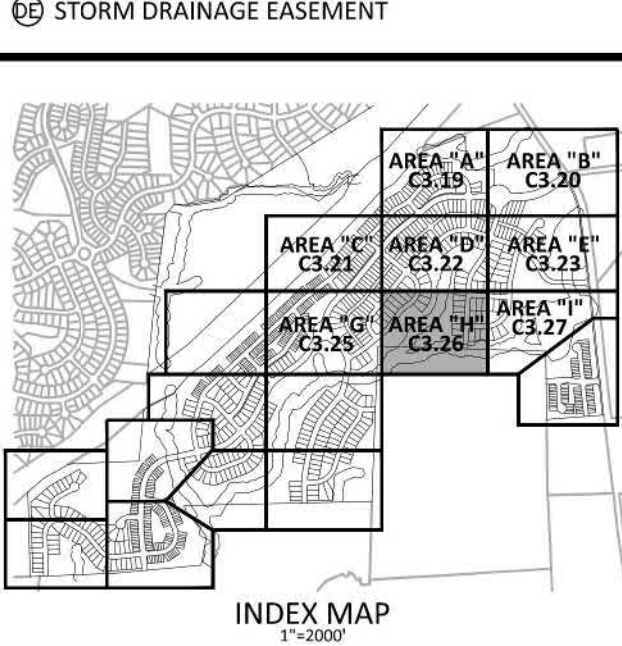 DE STORM DRAINAGE EASEMENT
AREA "A"
C3.19
AREA "B"
C3.20
AREA "C"
C3.21
AREA "D"
C3.22
AREA "E"
C3.23
AREA "G"
C3.25
AREA "H"
C3.26
AREA "I"
C3.27
INDEX MAP
1"=2000'